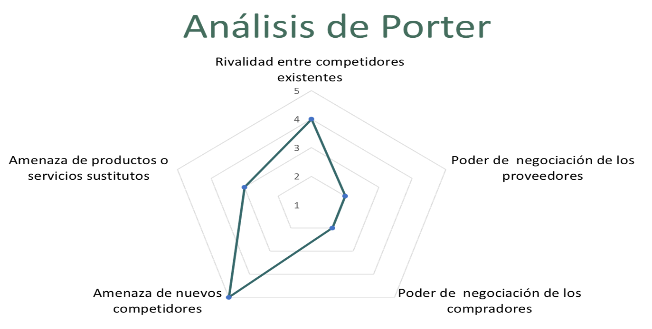 Análisis de Porter
Rivalidad entre competidores
existentes
5
4
3
2
1
Amenaza de productos o
servicios sustitutos
Poder de negociación de los
proveedores
Amenaza de nuevos
competidores
Poder de negociación de los
compradores